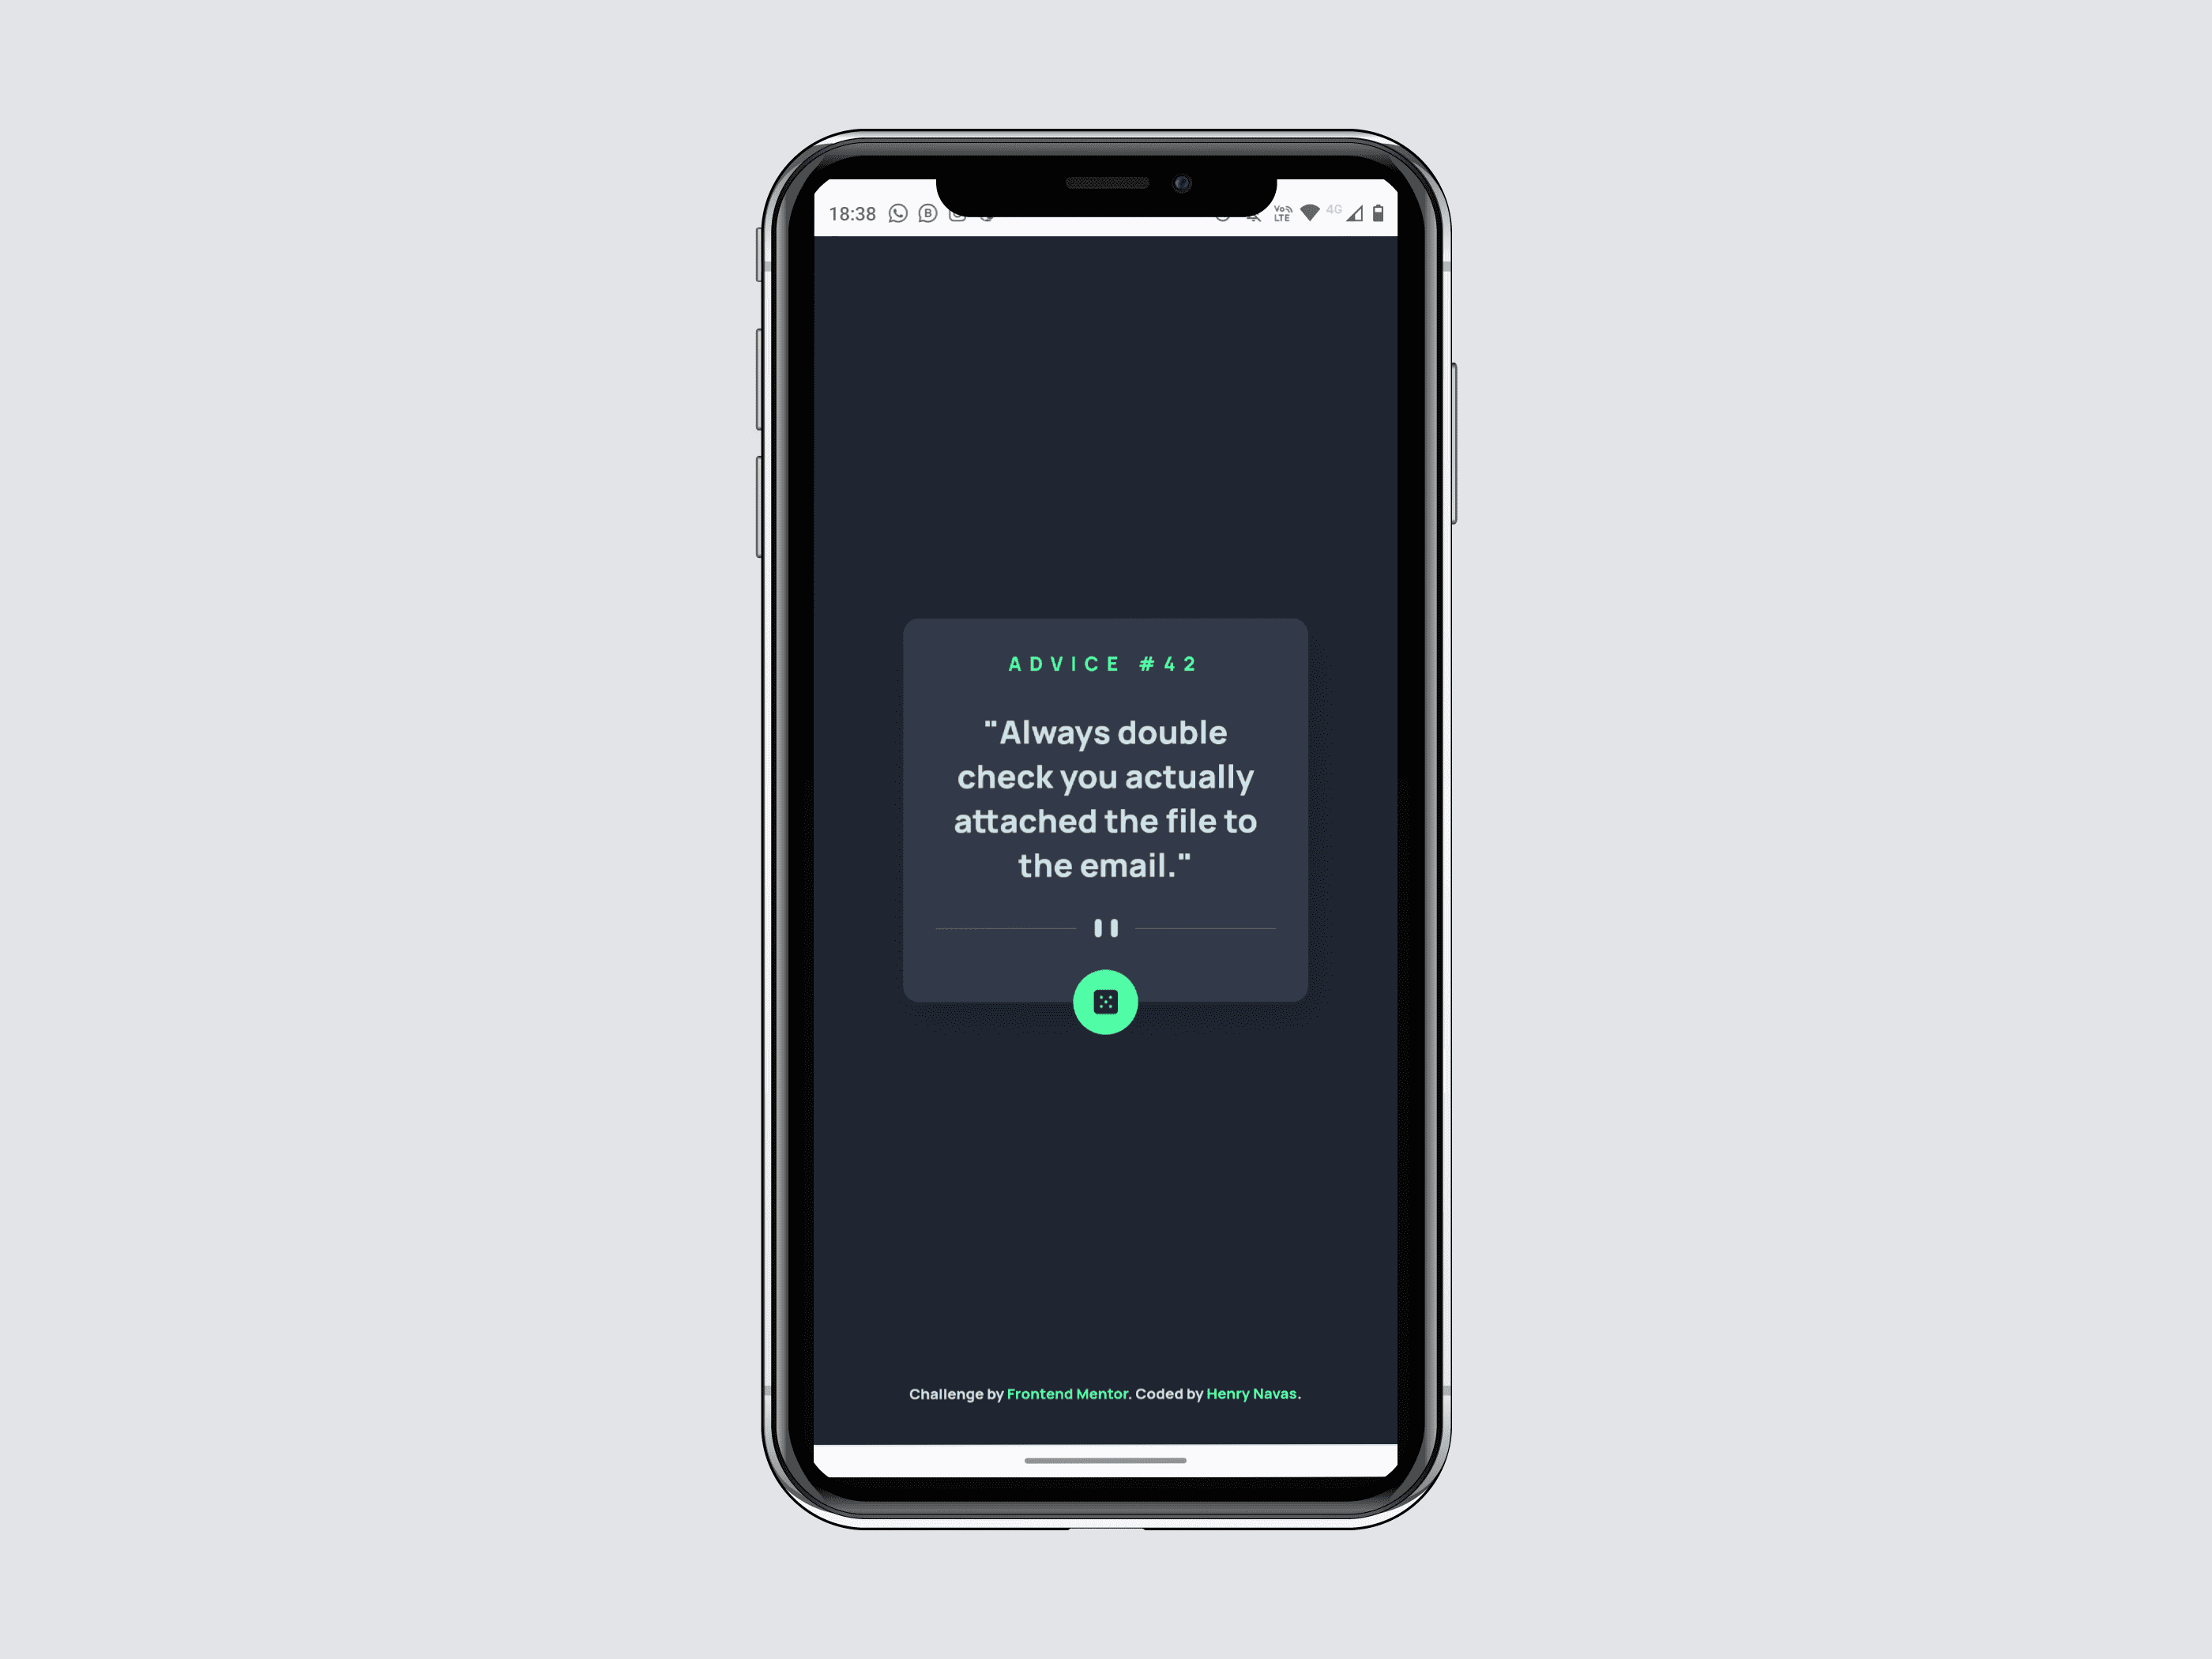 18:38 B Vo LTE 4G
ADVICE #42
"Always double
check you actually
attached the file to
the email."
Challenge by Frontend Mentor. Coded by Henry Navas.